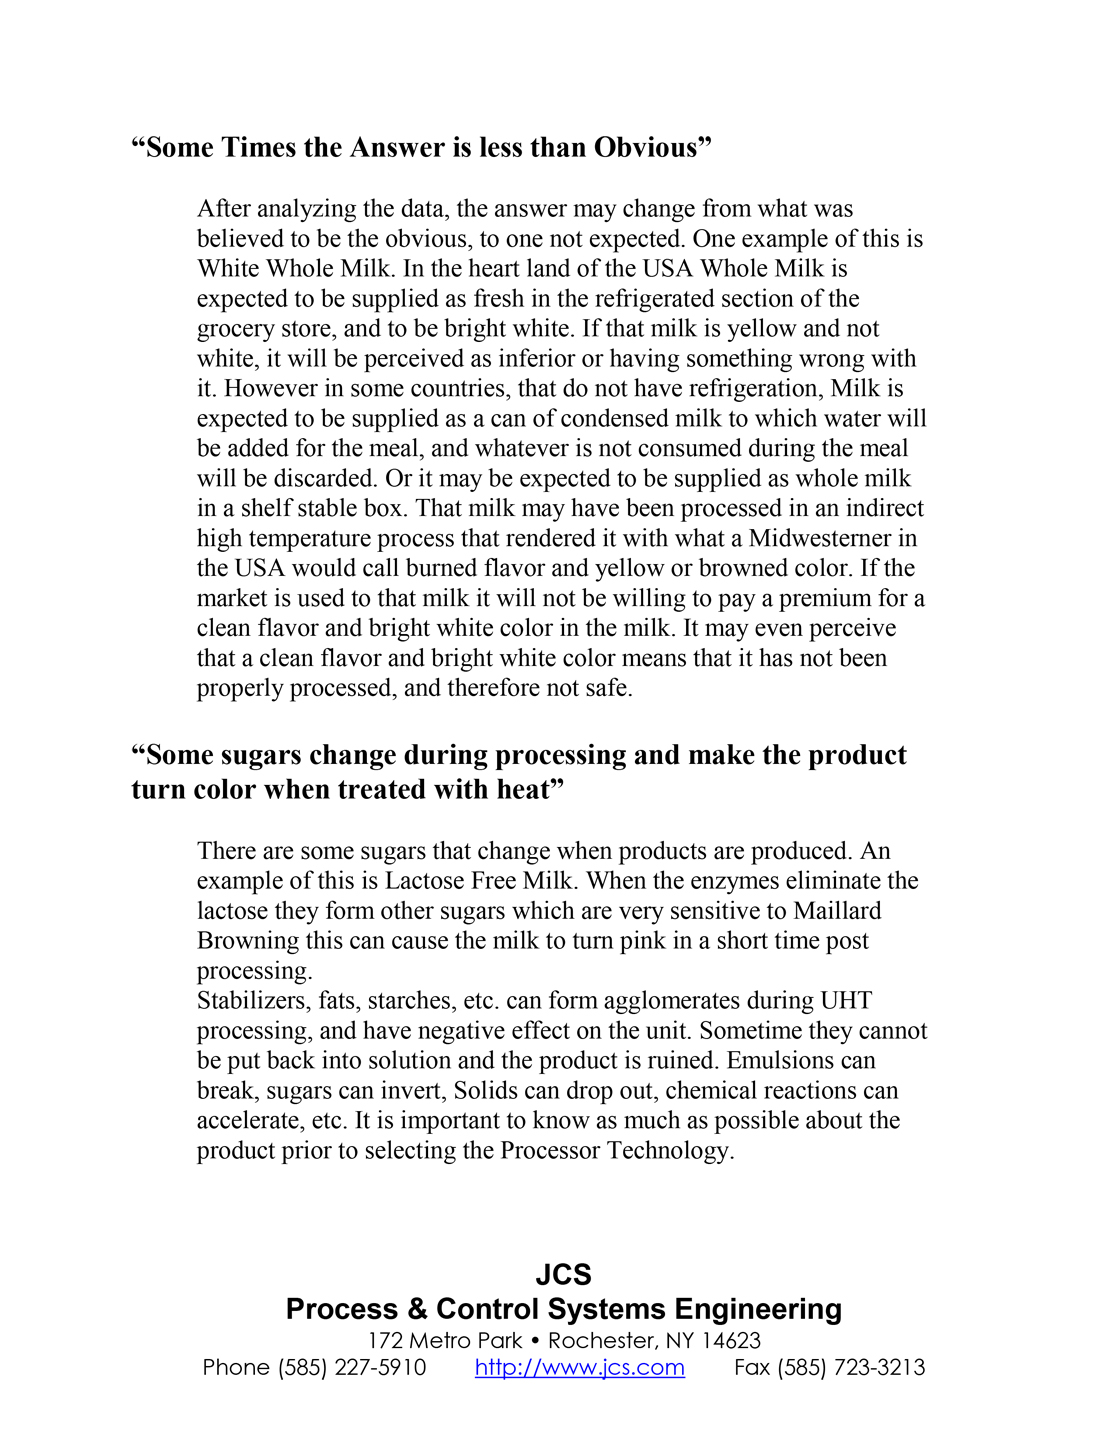 “Some Times the Answer is less than Obvious”
After analyzing the data, the answer may change from what was
believed to be the obvious, to one not expected. One example of this is
White Whole Milk. In the heart land of the USA Whole Milk is
expected to be supplied as fresh in the refrigerated section of the
grocery store, and to be bright white. If that milk is yellow and not
white, it will be perceived as inferior or having something wrong with
it. However in some countries, that do not have refrigeration, Milk is
expected to be supplied as a can of condensed milk to which water will
be added for the meal, and whatever is not consumed during the meal
will be discarded. Or it may be expected to be supplied as whole milk
in a shelf stable box. That milk may have been processed in an indirect
high temperature process that rendered it with what a Midwesterner in
the USA would call burned flavor and yellow or browned color. If the
market is used to that milk it will not be willing to pay a premium for a
clean flavor and bright white color in the milk. It may even perceive
that a clean flavor and bright white color means that it has not been
properly processed, and therefore not safe.
“Some sugars change during processing and make the product
turn color when treated with heat”
There are some sugars that change when products are produced. An
example of this is Lactose Free Milk. When the enzymes eliminate the
lactose they form other sugars which are very sensitive to Maillard
Browning this can cause the milk to turn pink in a short time post
processing.
Stabilizers, fats, starches, etc. can form agglomerates during UHT
processing, and have negative effect on the unit. Sometime they cannot
be put back into solution and the product is ruined. Emulsions can
break, sugars can invert, Solids can drop out, chemical reactions can
accelerate, etc. It is important to know as much as possible about the
product prior to selecting the Processor Technology.
JCS
Process & Control Systems Engineering
172 Metro Park • Rochester, NY 14623
Phone (585) 227-5910 http://www.jcs.com Fax (585) 723-3213